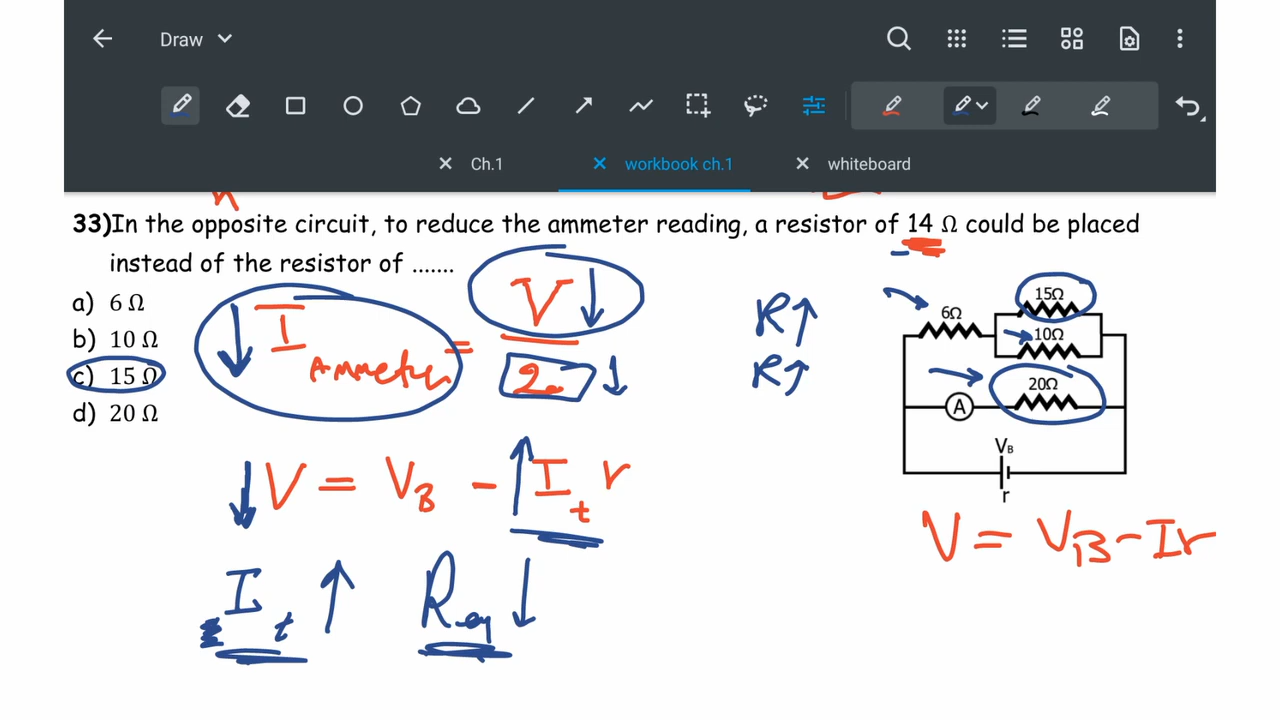 Draw
Ch.1
workbook ch.1
whiteboard
33)In the opposite circuit, to reduce the ammeter reading, a resistor of 14 Ω could be placed
instead of the resistor of .......
a) 6 Ω
b) 10 Ω
c) 15 Ω
d) 20 Ω
↓ I Ammeter = V ↓
↓
R↑
R↑
15Ω
6Ω
10Ω
20Ω
A
VB
r
↓ V = VB - ↑ It r
V = VB - Ir
It ↑ Req ↓